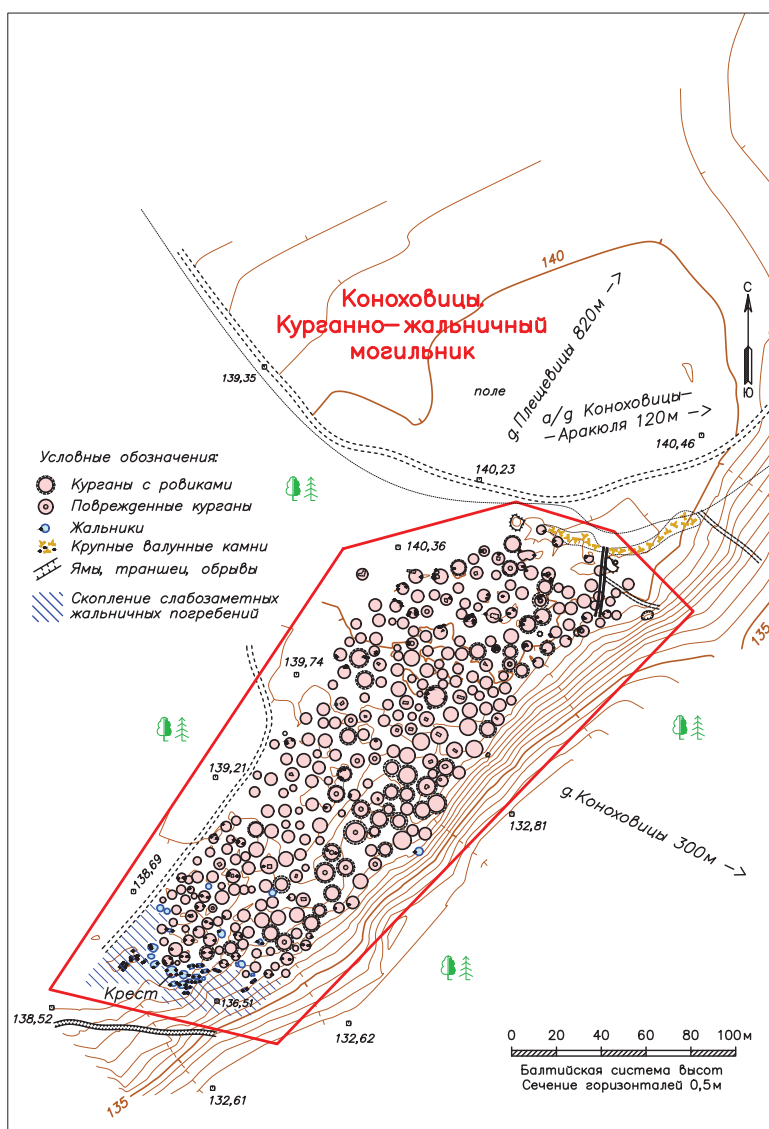 140
Коноховицы.
Курганно-жальничный
могильник
С
Ю
д.Плещевицы 820м ->
139,35
поле
а/д Коноховицы-
-Аракюля 120м ->
140,46
140,23
Условные обозначения:
Курганы с ровиками
Поврежденные курганы
Жальники
Крупные валунные камни
Ямы, траншеи, обрывы
Скопление слабозаметных
жальничных погребений
140,36
135
139,74
139,21
132,81
д. Коноховицы 300м ->
138,69
Крест
136,51
138,52
132,62
132,61
135
0 20 40 60 80 100м
Балтийская система высот
Сечение горизонталей 0,5м